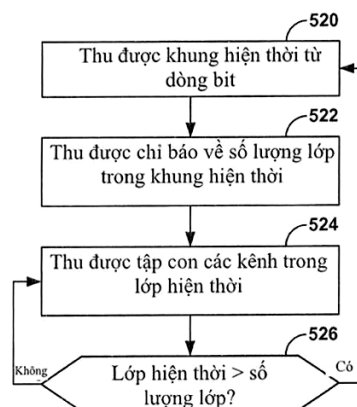 520
Thu được khung hiện thời từ
dòng bit
522
Thu được chỉ báo về số lượng lớp
trong khung hiện thời
524
Thu được tập con các kênh trong
lớp hiện thời
526
Không
Lớp hiện thời > số
lượng lớp?
Có